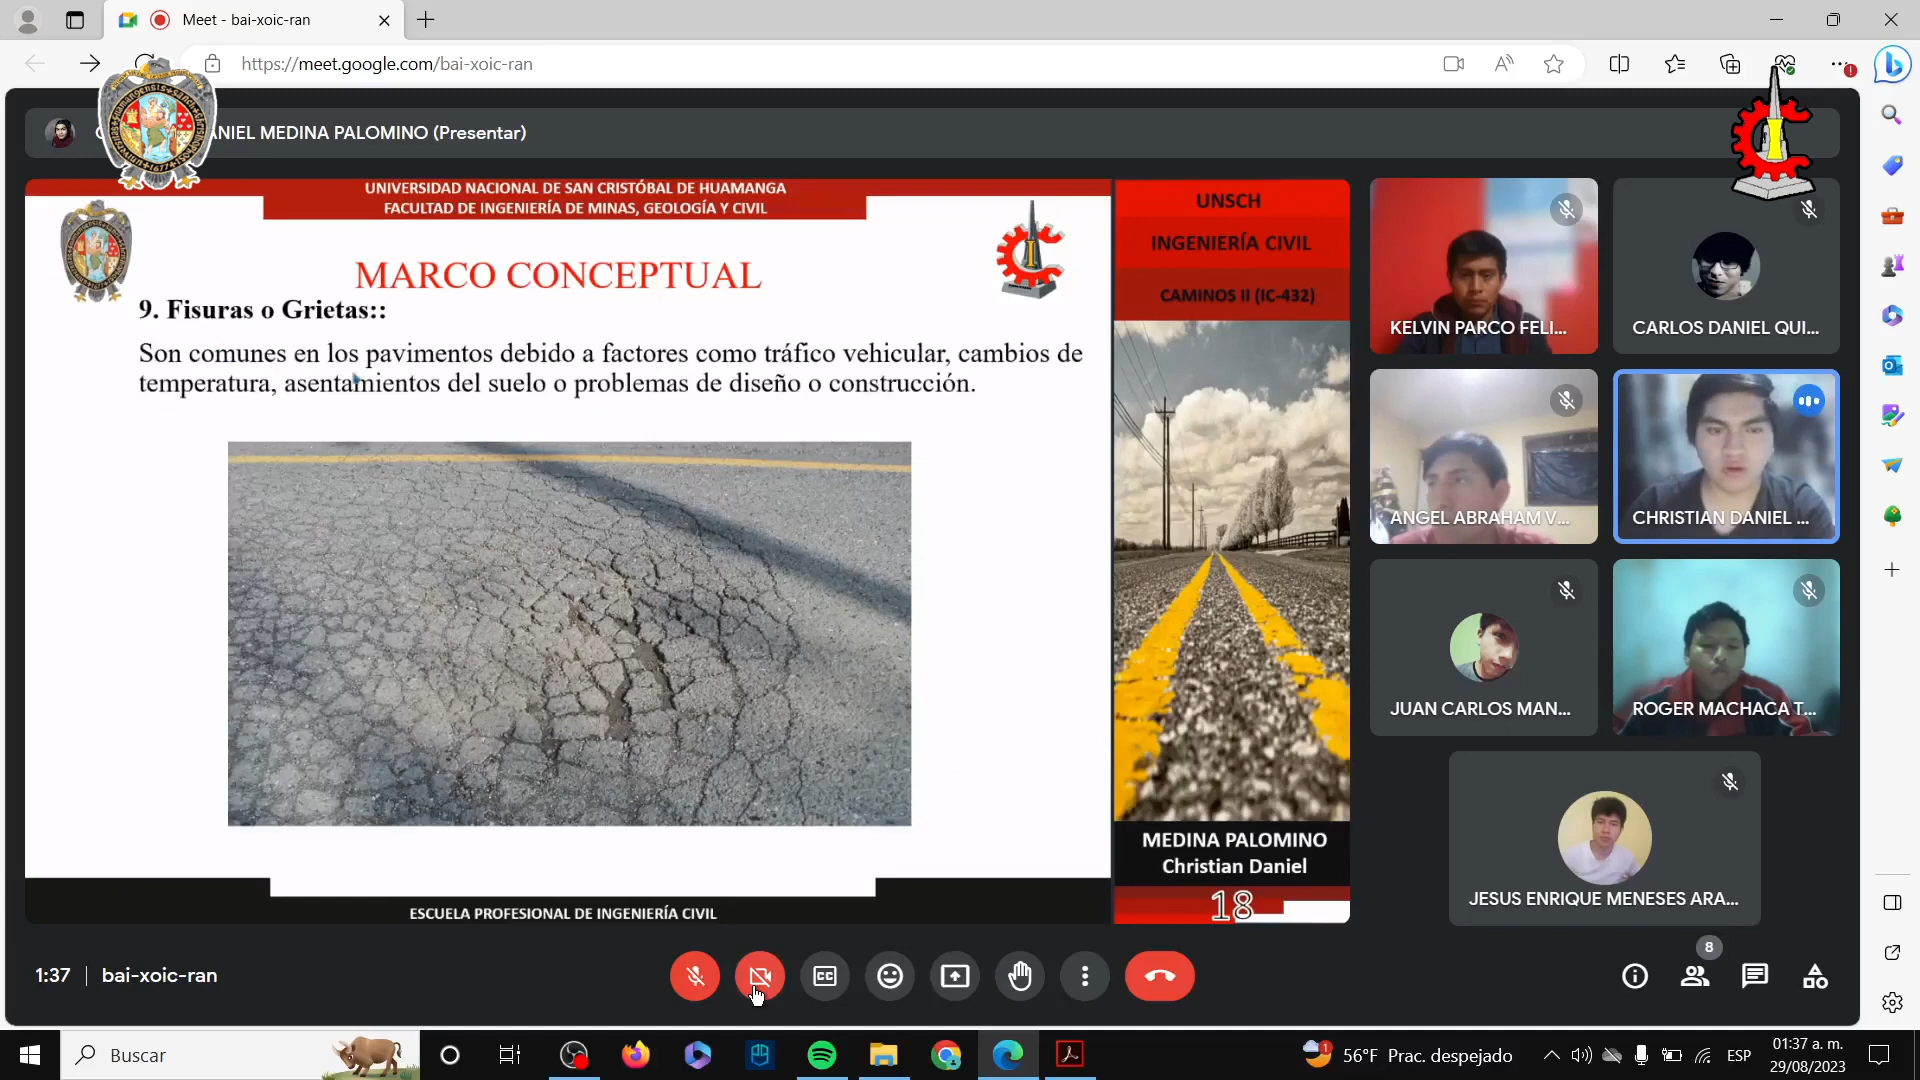 Meet - bai-xoic-ran
https://meet.google.com/bai-xoic-ran
ANIEL MEDINA PALOMINO (Presentar)
UNIVERSIDAD NACIONAL DE SAN CRISTÓBAL DE HUAMANGA
FACULTAD DE INGENIERÍA DE MINAS, GEOLOGÍA Y CIVIL
MARCO CONCEPTUAL
9. Fisuras o Grietas::
Son comunes en los pavimentos debido a factores como tráfico vehicular, cambios de
temperatura, asentamientos del suelo o problemas de diseño o construcción.
ESCUELA PROFESIONAL DE INGENIERÍA CIVIL
UNSCH
INGENIERÍA CIVIL
CAMINOS II (IC-432)
MEDINA PALOMINO
Christian Daniel
18
KELVIN PARCO FELI...
CARLOS DANIEL QUI...
ANGEL ABRAHAM V...
CHRISTIAN DANIEL ...
JUAN CARLOS MAN...
ROGER MACHACA T...
JESUS ENRIQUE MENESES ARA...
1:37 | bai-xoic-ran
8
Buscar
56°F Prac. despejado
ESP
01:37 a. m.
29/08/2023